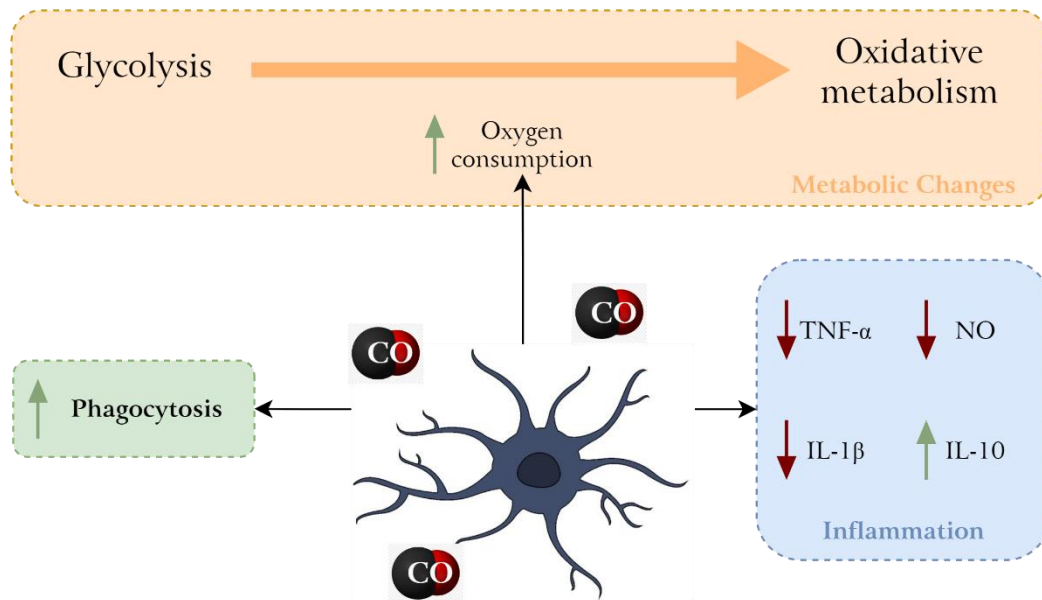 Glycolysis
Oxidative
metabolism
Oxygen
consumption
Metabolic Changes
CO
CO
TNF-α
NO
Phagocytosis
IL-1β
IL-10
Inflammation
CO